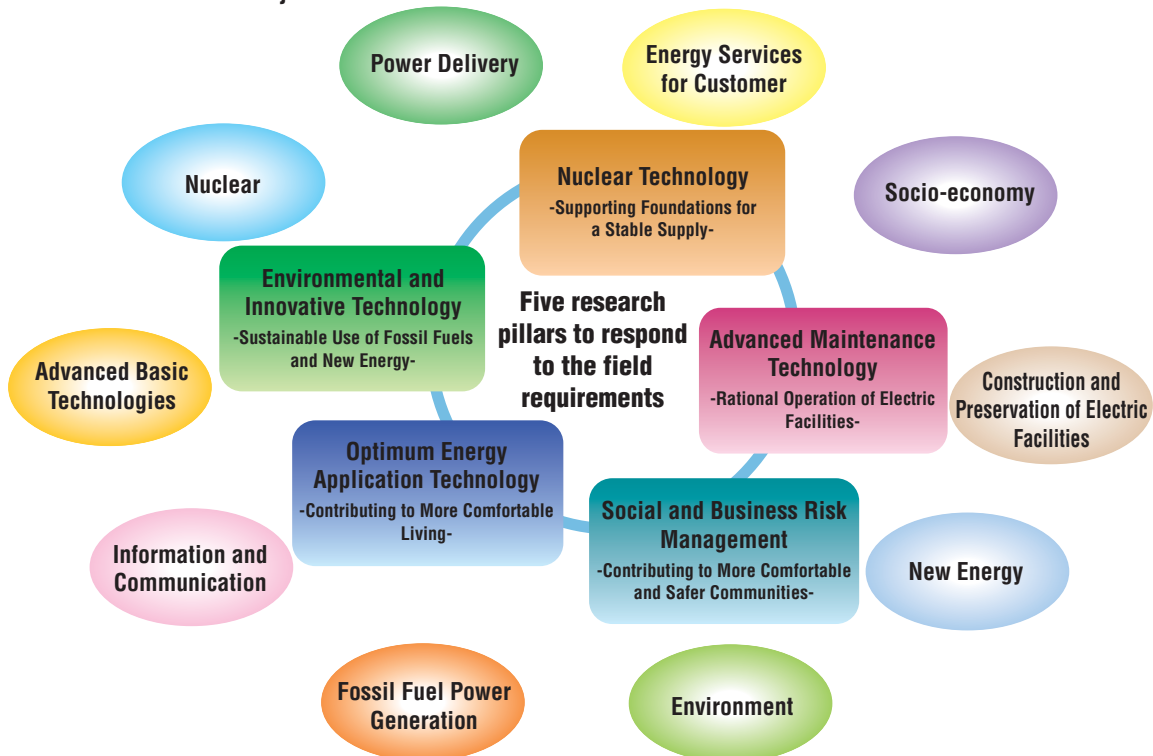 Power Delivery
Energy Services
for Customer
Nuclear
Nuclear Technology
-Supporting Foundations for
a Stable Supply-
Socio-economy
Environmental and
Innovative Technology
-Sustainable Use of Fossil Fuels
and New Energy-
Five research
pillars to respond
to the field
requirements
Advanced Maintenance
Technology
-Rational Operation of Electric
Facilities-
Advanced Basic
Technologies
Construction and
Preservation of Electric
Facilities
Optimum Energy
Application Technology
-Contributing to More Comfortable
Living-
Social and Business Risk
Management
-Contributing to More Comfortable
and Safer Communities-
Information and
Communication
New Energy
Fossil Fuel Power
Generation
Environment